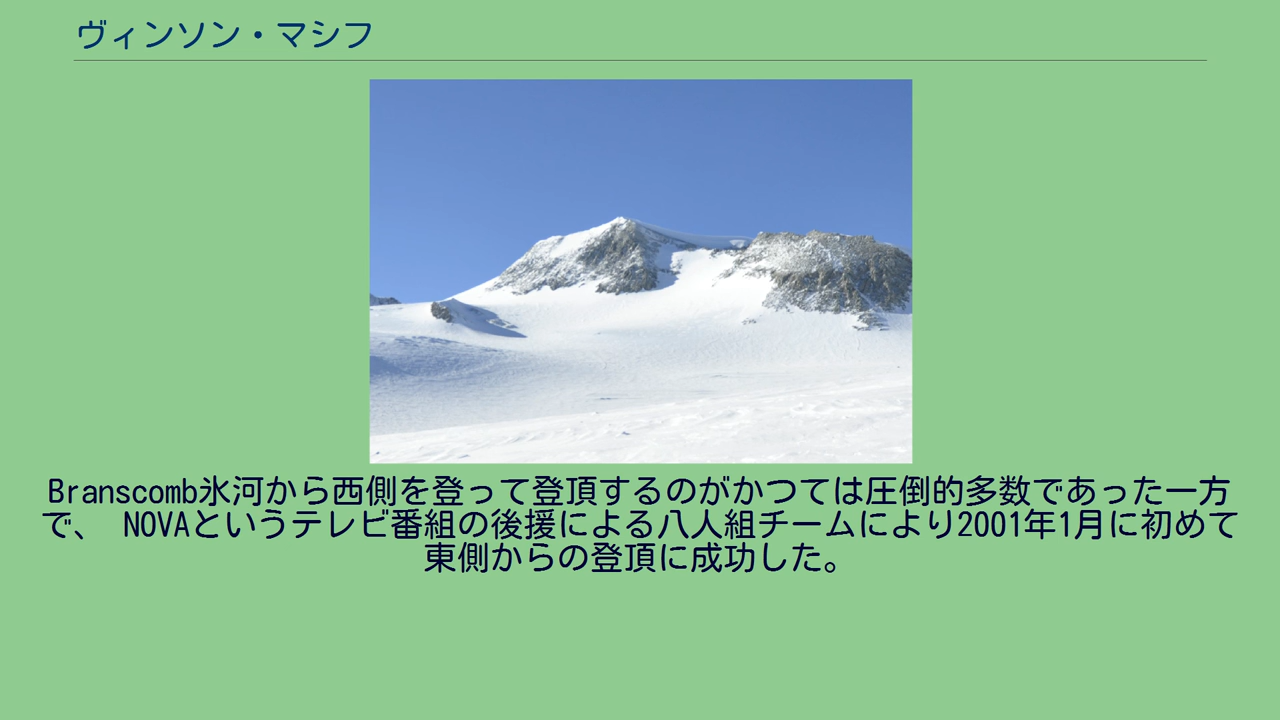 ヴィンソン・マシフ
Branscomb氷河から西側を登って登頂するのがかつては圧倒的多数であった一方
で、 NOVAというテレビ番組の後援による八人組チームにより2001年1月に初めて
東側からの登頂に成功した。